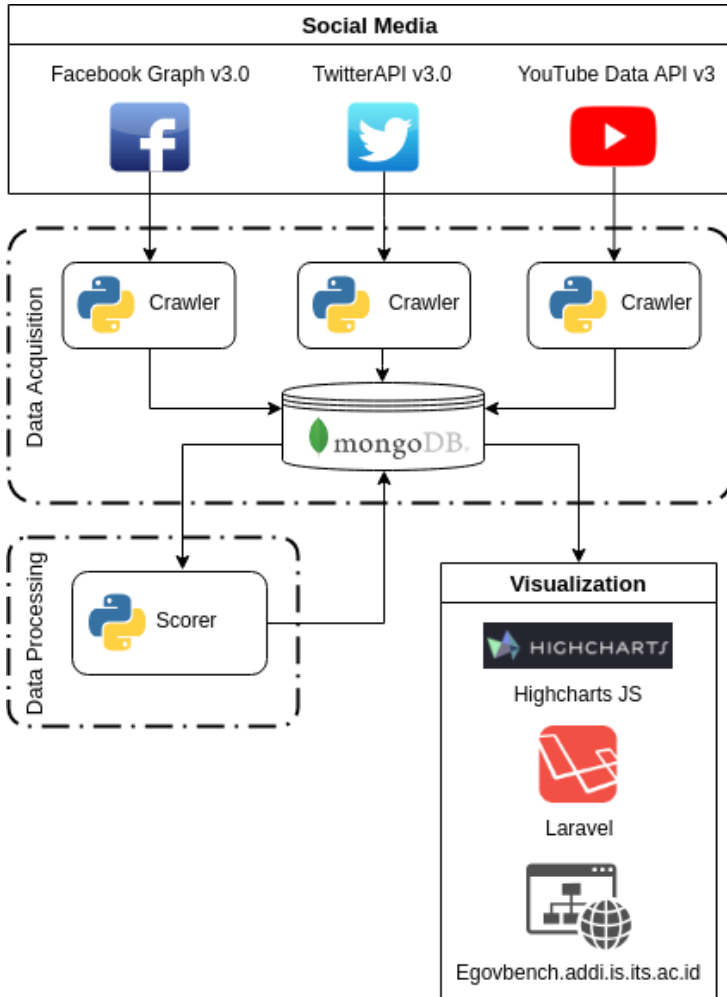 Social Media
Facebook Graph v3.0
TwitterAPI v3.0
YouTube Data API v3
Data Acquisition
Crawler
Crawler
Crawler
mongoDB.
Data Processing
Scorer
Visualization
HIGHCHARTS
Highcharts JS
Laravel
Egovbench.addi.is.its.ac.id